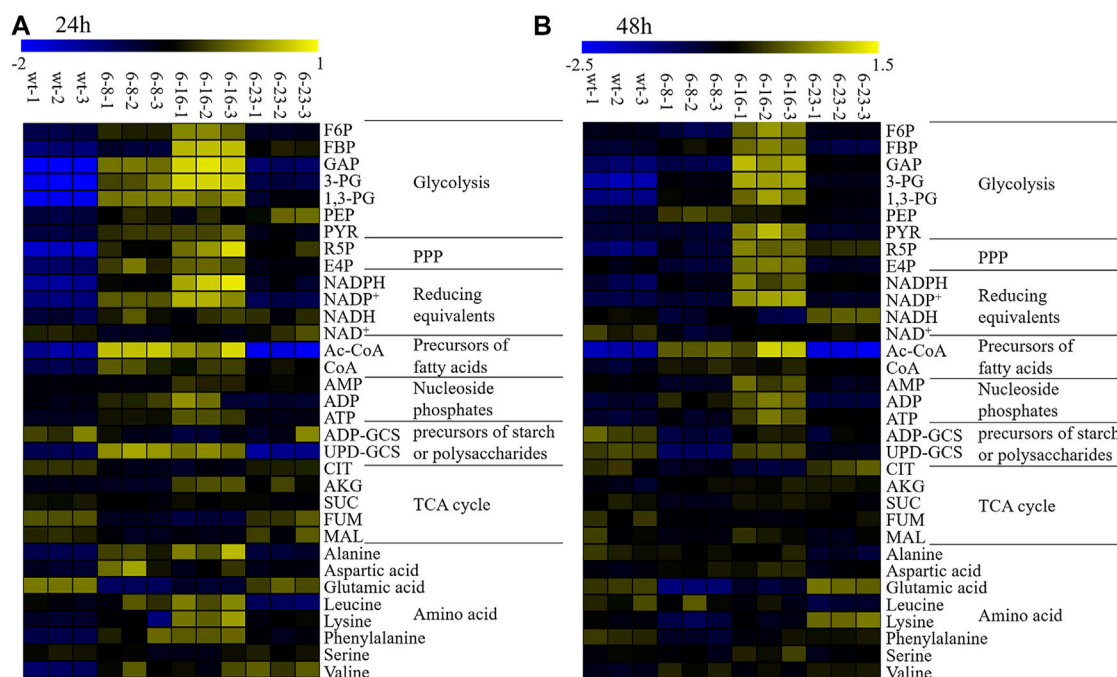 A
24h
-2
1
wt-1
wt-2
wt-3
6-8-1
6-8-2
6-8-3
6-16-1
6-16-2
6-16-3
6-23-1
6-23-2
6-23-3
F6P
FBP
GAP
3-PG
1,3-PG
PEP
PYR
R5P
E4P
NADPH
NADP⁺
NADH
NAD⁺
Ac-CoA
CoA
AMP
ADP
ATP
ADP-GCS
UPD-GCS
CIT
AKG
SUC
FUM
MAL
Alanine
Aspartic acid
Glutamic acid
Leucine
Lysine
Phenylalanine
Serine
Valine
Glycolysis
PPP
Reducing
equivalents
Precursors of
fatty acids
Nucleoside
phosphates
precursors of starch
or polysaccharides
TCA cycle
Amino acid
B
48h
-2.5
1.5
wt-1
wt-2
wt-3
6-8-1
6-8-2
6-8-3
6-16-1
6-16-2
6-16-3
6-23-1
6-23-2
6-23-3
F6P
FBP
GAP
3-PG
1,3-PG
PEP
PYR
R5P
E4P
NADPH
NADP⁺
NADH
NAD⁺
Ac-CoA
CoA
AMP
ADP
ATP
ADP-GCS
UPD-GCS
CIT
AKG
SUC
FUM
MAL
Alanine
Aspartic acid
Glutamic acid
Leucine
Lysine
Phenylalanine
Serine
Valine
Glycolysis
PPP
Reducing
equivalents
Precursors of
fatty acids
Nucleoside
phosphates
precursors of starch
or polysaccharides
TCA cycle
Amino acid